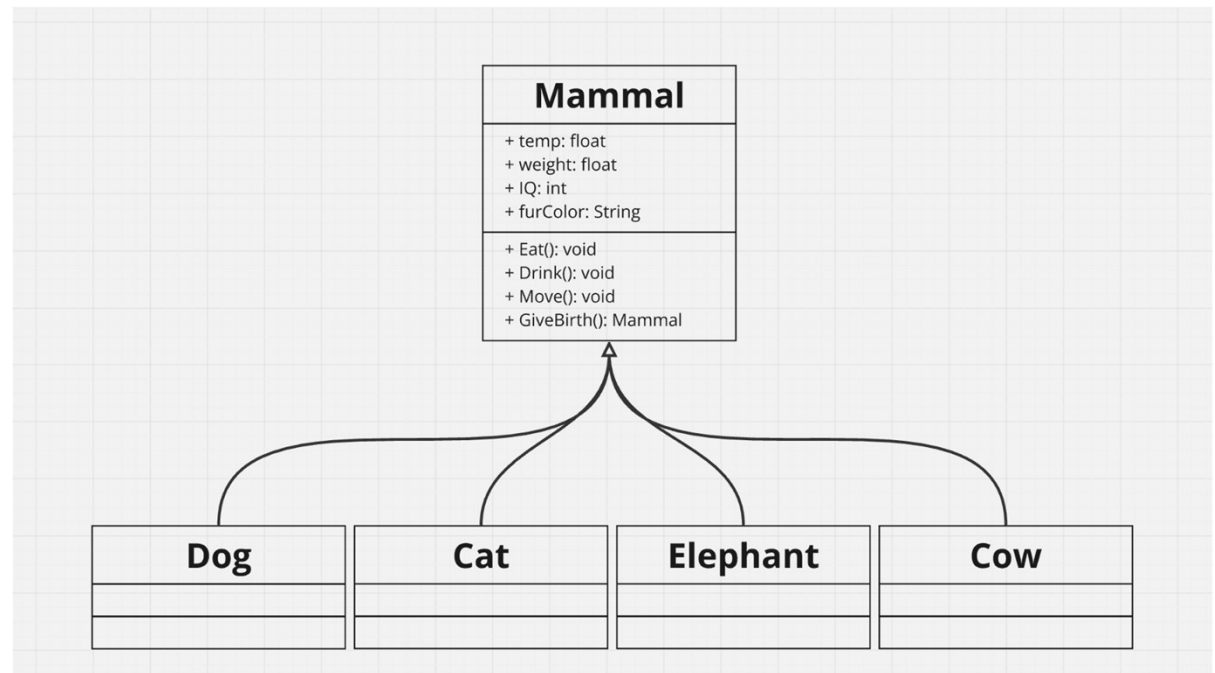 Mammal
+ temp: float
+ weight: float
+ IQ: int
+ furColor: String
+ Eat(): void
+ Drink(): void
+ Move(): void
+ GiveBirth(): Mammal
Dog
Cat
Elephant
Cow